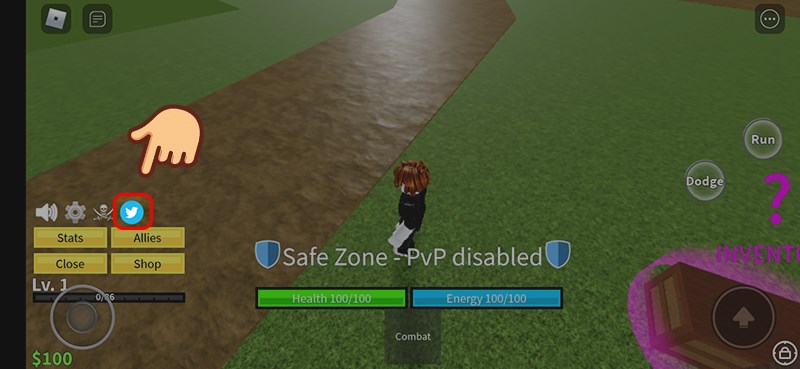 Run
Dodge
?
INVENT
Stats
Allies
Close
Shop
Safe Zone - PvP disabled
Lv. 1
0/86
Health 100/100
Energy 100/100
Combat
$100